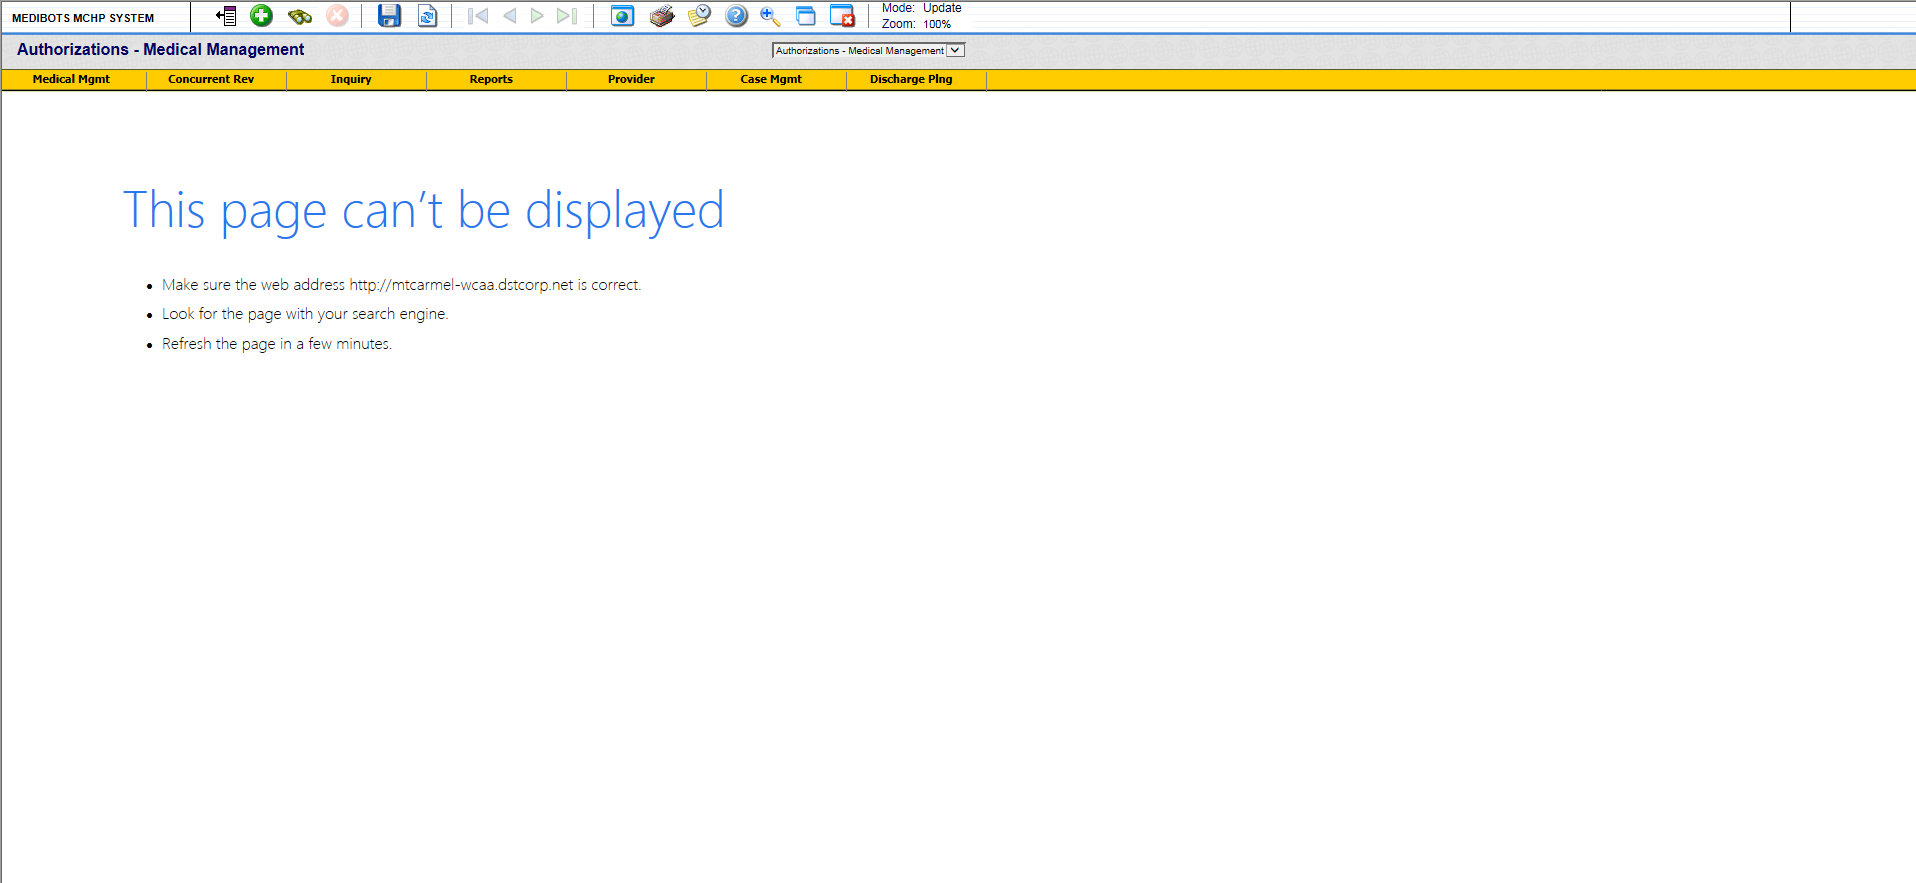 MEDIBOTS MCHP SYSTEM
Mode: Update
Zoom: 100%
Authorizations - Medical Management
Authorizations - Medical Management
Medical Mgmt Concurrent Rev Inquiry Reports Provider Case Mgmt Discharge Plng
This page can’t be displayed
Make sure the web address http://mtcarmel-wcaa.dstcorp.net is correct.
Look for the page with your search engine.
Refresh the page in a few minutes.